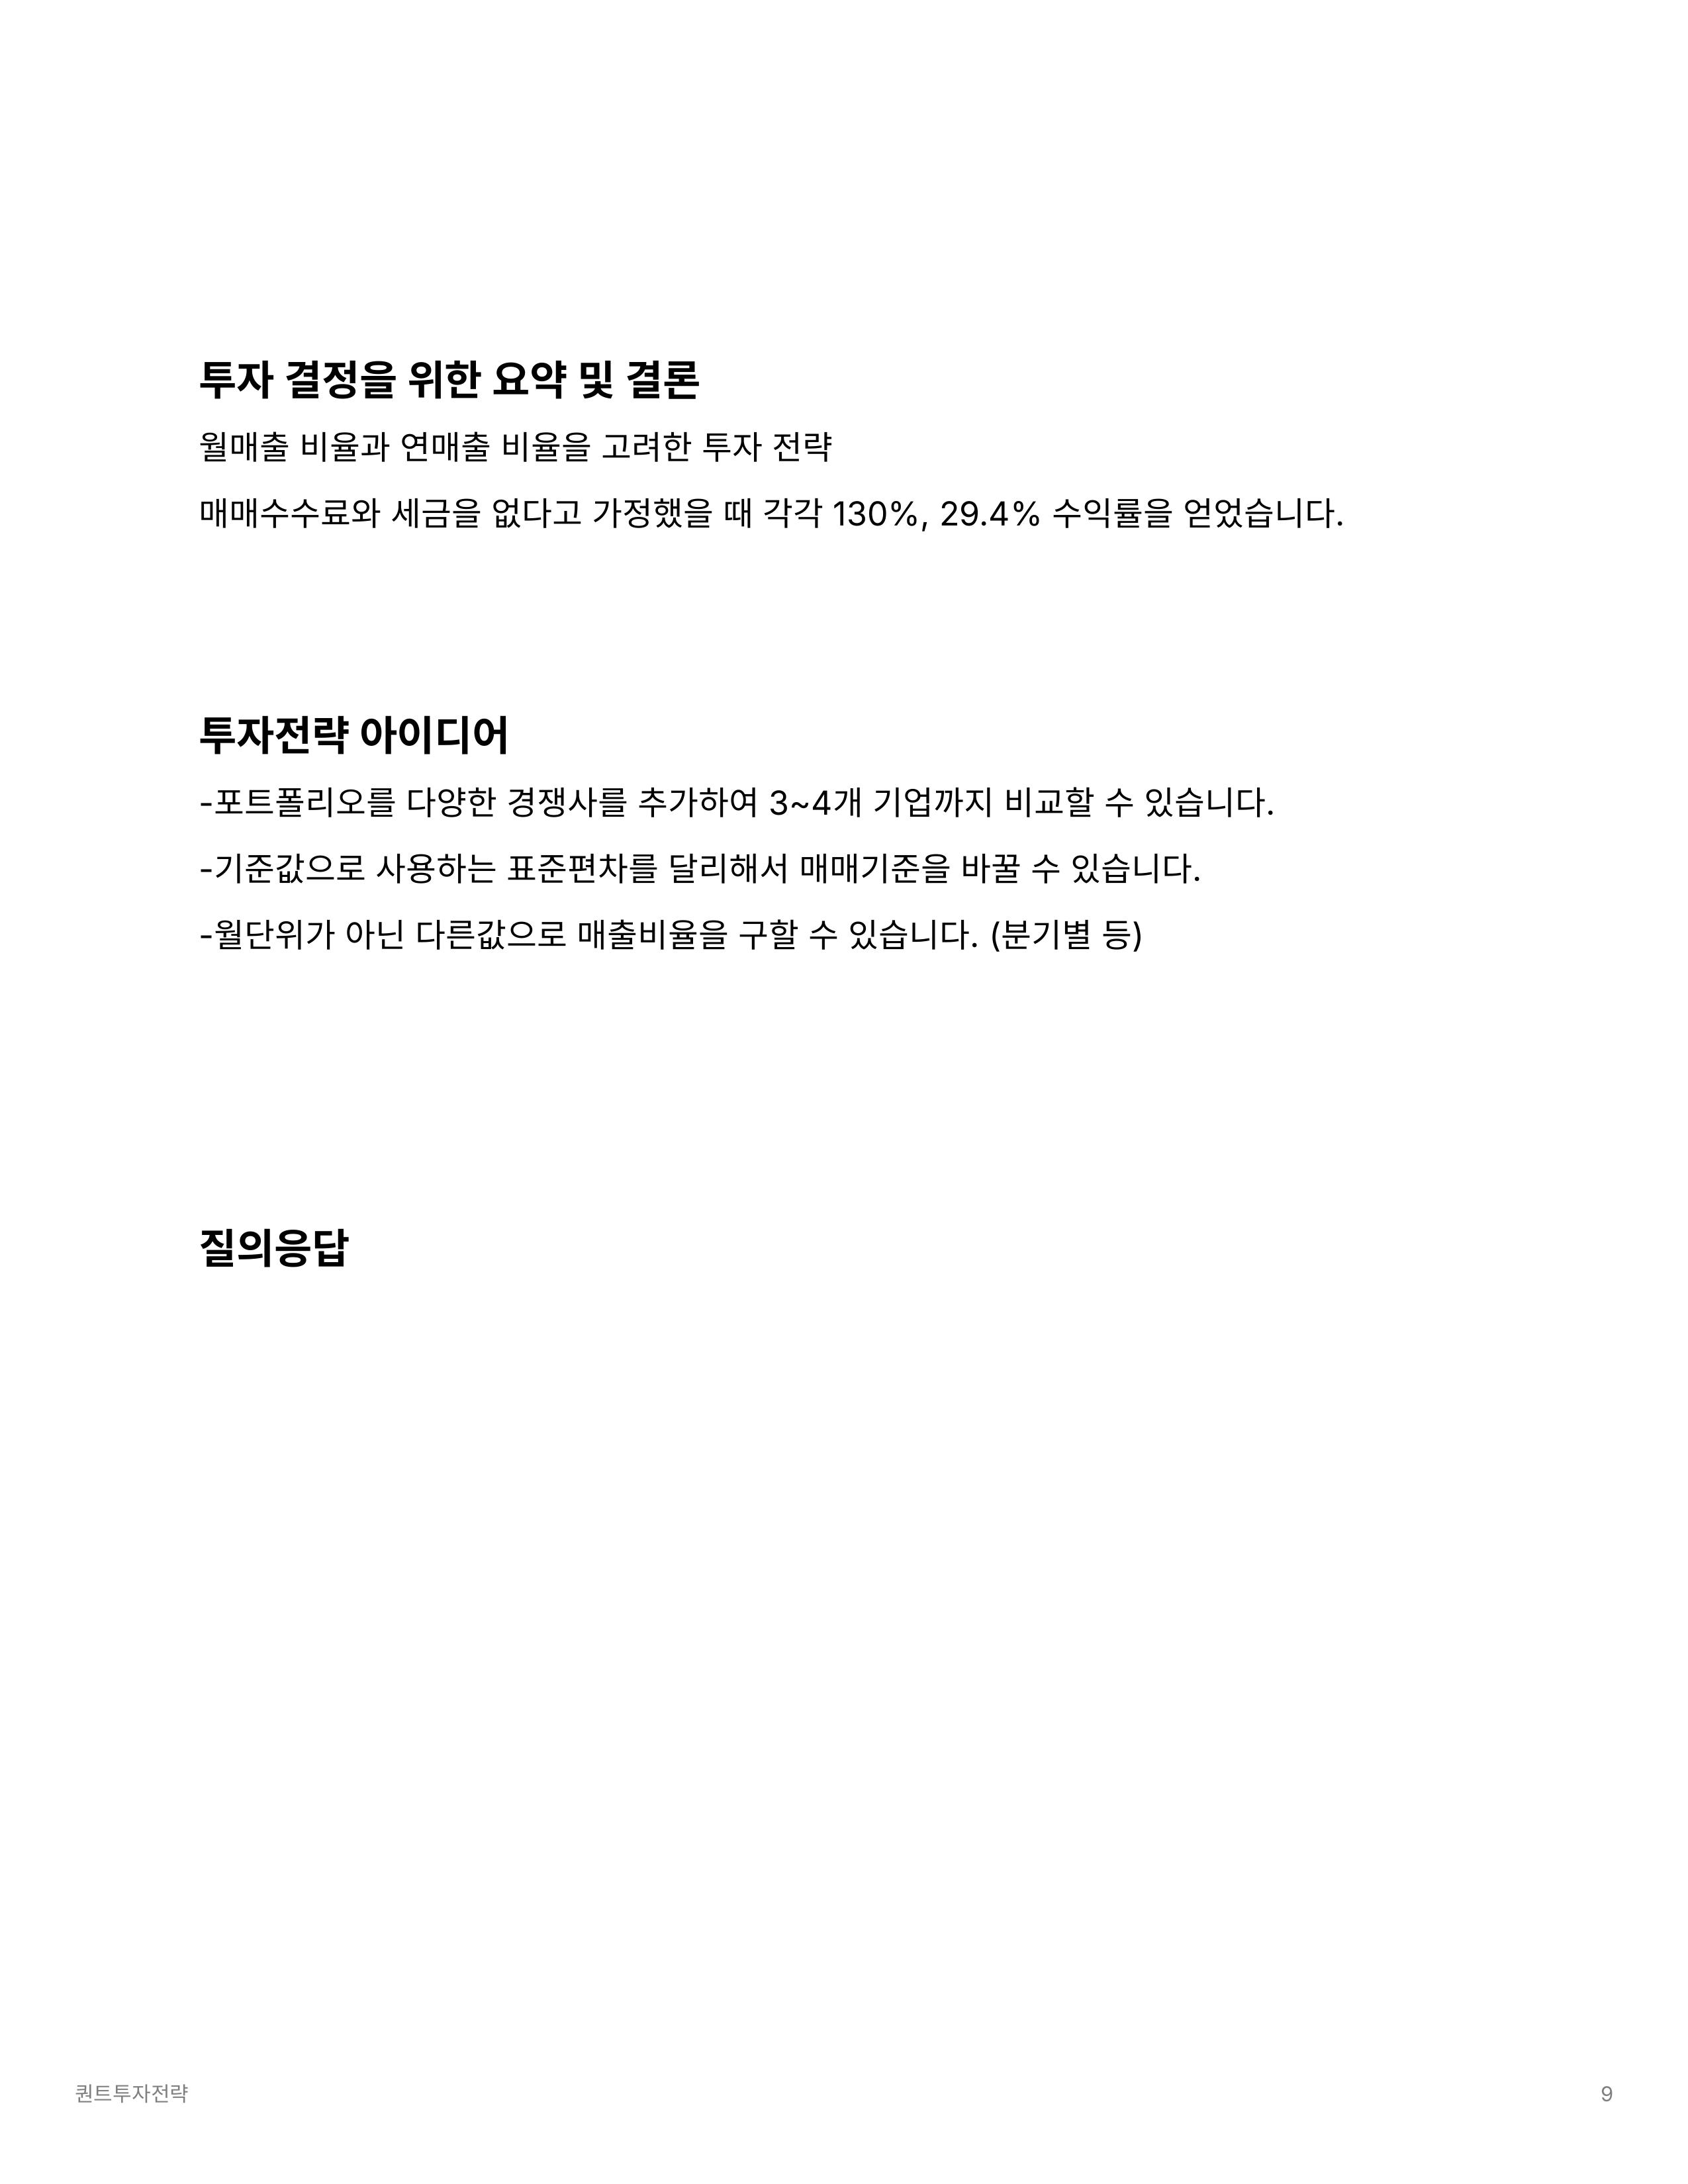 투자 결정을 위한 요약 및 결론
월매출 비율과 연매출 비율을 고려한 투자 전략
매매수수료와 세금을 없다고 가정했을 때 각각 130%, 29.4% 수익률을 얻었습니다.
투자전략 아이디어
-포트폴리오를 다양한 경쟁사를 추가하여 3~4개 기업까지 비교할 수 있습니다.
-기준값으로 사용하는 표준편차를 달리해서 매매기준을 바꿀 수 있습니다.
-월단위가 아닌 다른값으로 매출비율을 구할 수 있습니다. (분기별 등)
질의응답
퀀트투자전략
9